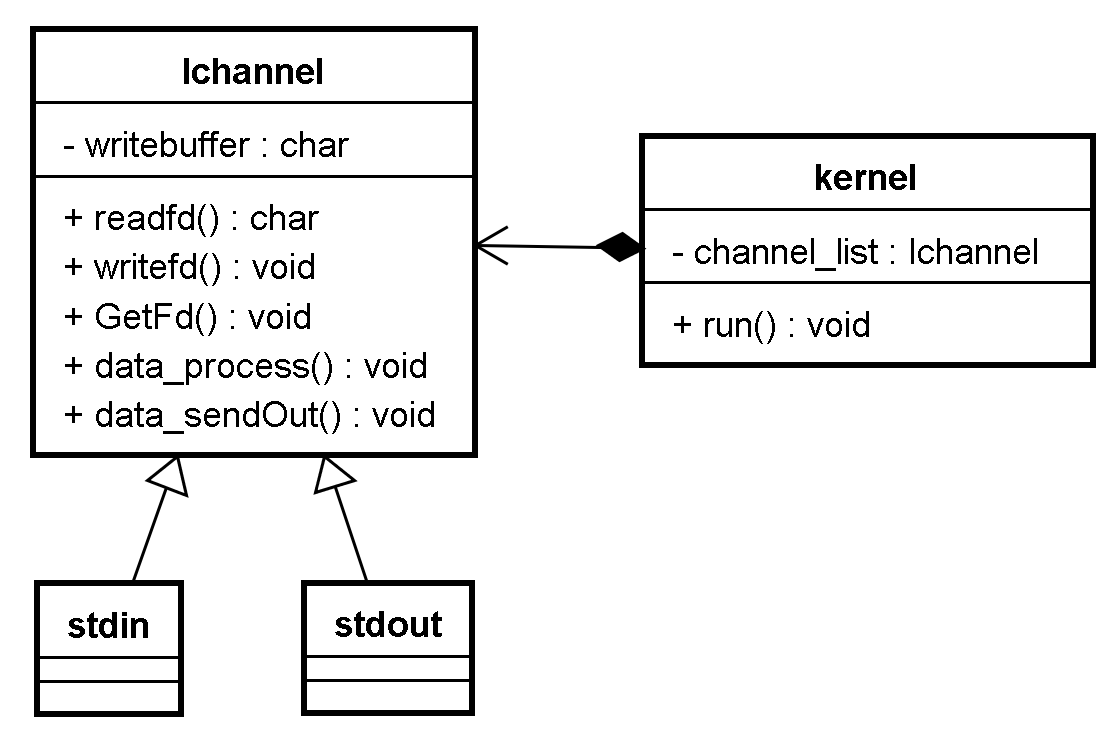 Ichannel
- writebuffer : char
+ readfd() : char
+ writefd() : void
+ GetFd() : void
+ data_process() : void
+ data_sendOut() : void
kernel
- channel_list : Ichannel
+ run() : void
stdin
stdout